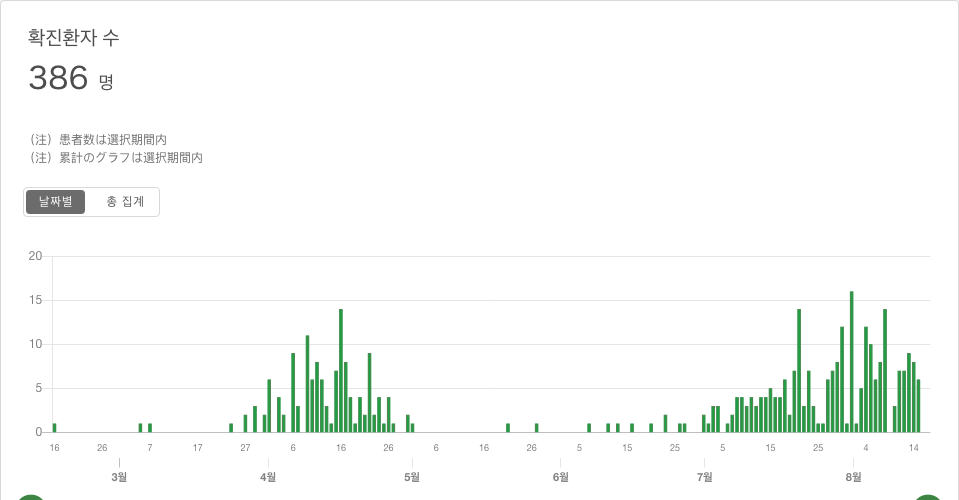 확진환자 수
386 명
（注）患者数は選択期間内
（注）累計のグラフは選択期間内
날짜별 총 집계
20
15
10
5
0
16 26 7 17 27 6 16 26 6 16 26 5 15 25 5 15 25 4 14
3월 4월 5월 6월 7월 8월